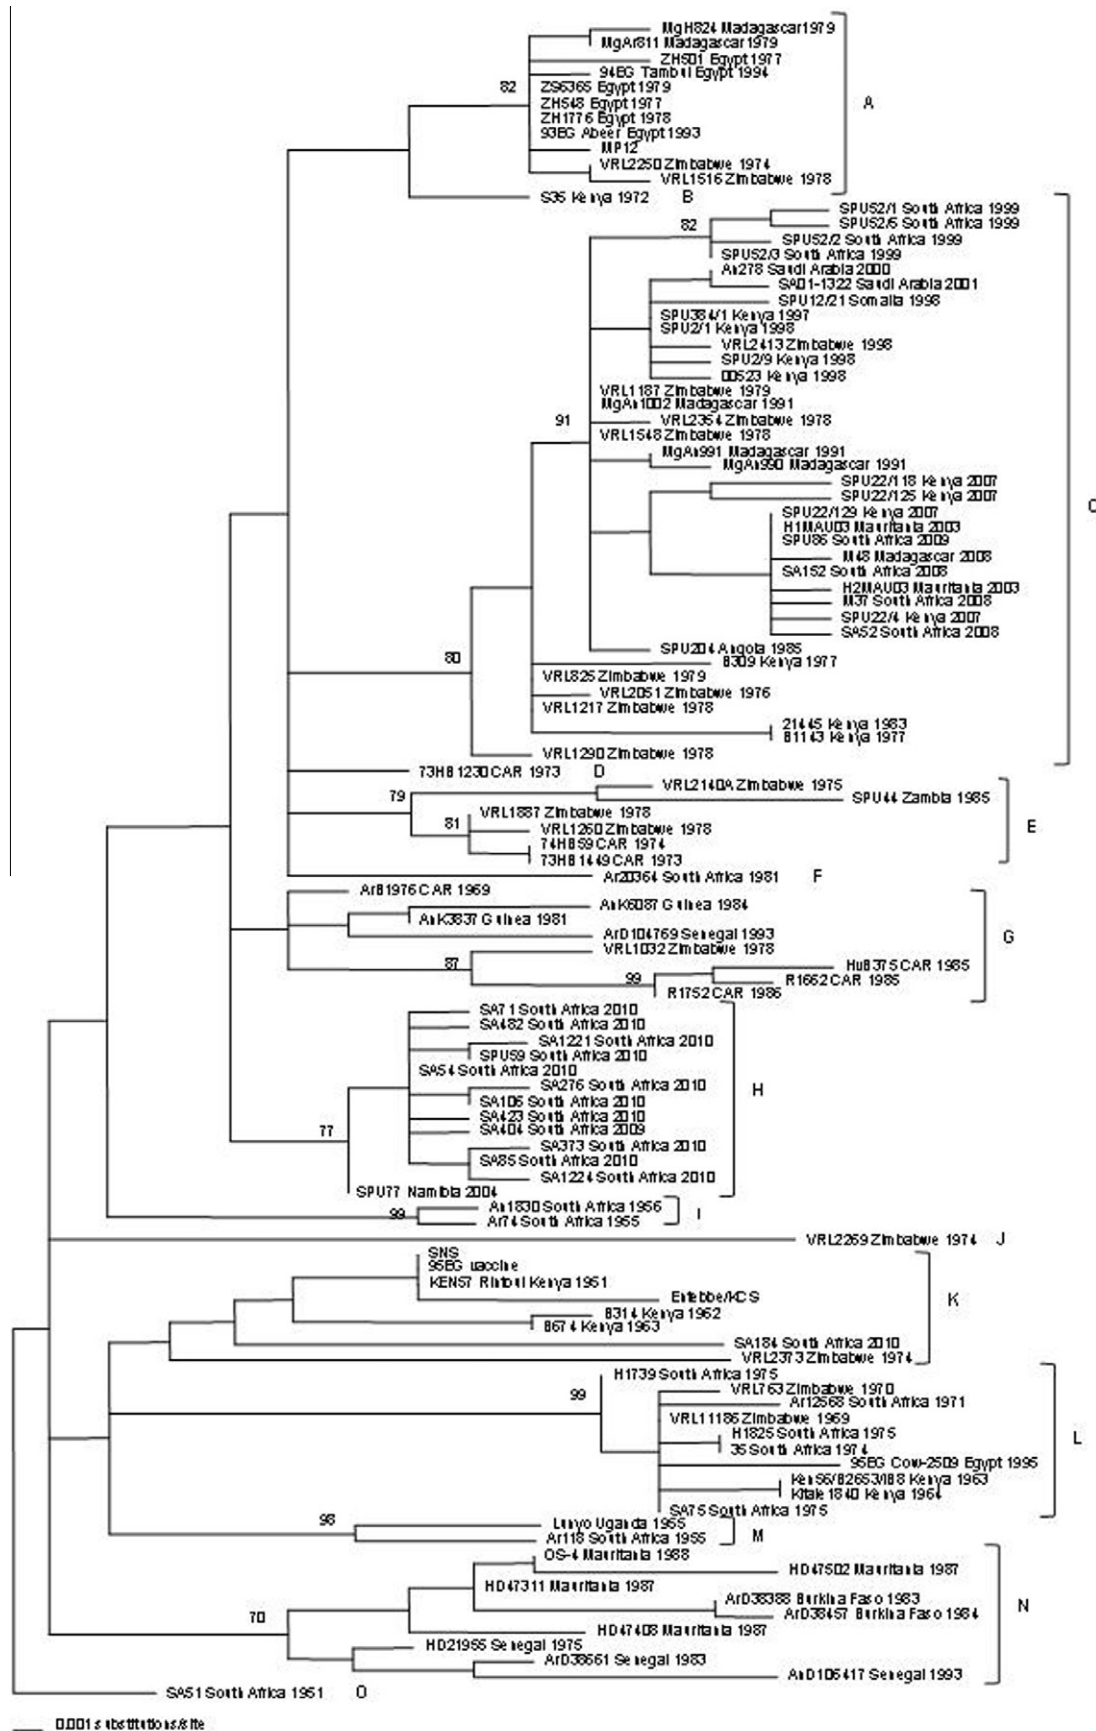 MgH824 Madagascar1979
MgAr811 Madagascar 1979
ZH501 Egypt 1977
94EG Tambul Egypt 1994
82
ZS6365 Egypt 1979
ZH548 Egypt 1977
A
ZH1776 Egypt 1978
93EG Abeer Egypt 1993
MP12
VRL2250 Zimbabwe 1974
VRL1516 Zimbabwe 1978
S35 Kenya 1972 B
SPU52/1 South Africa 1999
SPU52/5 South Africa 1999
82
SPU52/2 South Africa 1999
SPU52/3 South Africa 1999
An278 Saudi Arabia 2000
SA01-1322 Saudi Arabia 2001
SPU12/21 Somalia 1998
SPU384/1 Kenya 1997
SPU2/1 Kenya 1998
VRL2413 Zimbabwe 1998
SPU2/9 Kenya 1998
00523 Kenya 1998
VRL1187 Zimbabwe 1979
MgAn1002 Madagascar 1991
91
VRL2354 Zimbabwe 1978
VRL1548 Zimbabwe 1978
MgAn991 Madagascar 1991
MgAn990 Madagascar 1991
SPU22/118 Kenya 2007
SPU22/125 Kenya 2007
C
SPU22/129 Kenya 2007
H1MAU03 Mauritania 2003
SPU86 South Africa 2009
M48 Madagascar 2008
SA152 South Africa 2008
H2MAU03 Mauritania 2003
M37 South Africa 2008
SPU22/4 Kenya 2007
SA52 South Africa 2008
SPU204 Angola 1985
80
B309 Kenya 1977
VRL825 Zimbabwe 1979
VRL2051 Zimbabwe 1976
VRL1217 Zimbabwe 1978
21445 Kenya 1983
B1143 Kenya 1977
VRL1290 Zimbabwe 1978
73HB1230 CAR 1973 D
VRL2140A Zimbabwe 1975
79
SPU44 Zambia 1985
VRL1887 Zimbabwe 1978
81
VRL1260 Zimbabwe 1978
E
74HB59 CAR 1974
73HB1449 CAR 1973
Ar20364 South Africa 1981 F
ArB1976 CAR 1969
AnK6087 Guinea 1984
AnK3837 Guinea 1981
ArD104769 Senegal 1993
G
VRL1032 Zimbabwe 1978
87
HuB375 CAR 1985
99
R1662 CAR 1985
R1752 CAR 1986
SA71 South Africa 2010
SA482 South Africa 2010
SA1221 South Africa 2010
SPU59 South Africa 2010
SA54 South Africa 2010
SA276 South Africa 2010
H
SA106 South Africa 2010
SA423 South Africa 2010
77
SA404 South Africa 2009
SA373 South Africa 2010
SA85 South Africa 2010
SA1224 South Africa 2010
SPU77 Namibia 2004
An1830 South Africa 1956
99
I
Ar74 South Africa 1955
VRL2269 Zimbabwe 1974 J
SNS
95EG vaccine
KEN57 Rintoul Kenya 1951
Entebbe/KCS
K
B314 Kenya 1962
B674 Kenya 1963
SA184 South Africa 2010
VRL2373 Zimbabwe 1974
H1739 South Africa 1975
99
VRL763 Zimbabwe 1970
Ar12568 South Africa 1971
VRL11186 Zimbabwe 1969
H1825 South Africa 1975
L
35 South Africa 1974
95EG Cow-2509 Egypt 1995
Ken56/B2653/IB8 Kenya 1963
Kitale 1840 Kenya 1964
SA75 South Africa 1975
98
Lunyo Uganda 1955
M
Ar118 South Africa 1955
OS-4 Mauritania 1988
HD47502 Mauritania 1987
HD47311 Mauritania 1987
ArD38388 Burkina Faso 1983
N
70
ArD38457 Burkina Faso 1984
HD47408 Mauritania 1987
HD21955 Senegal 1975
ArD38661 Senegal 1983
AnD106417 Senegal 1993
SA51 South Africa 1951 O
0.001 substitutions/site